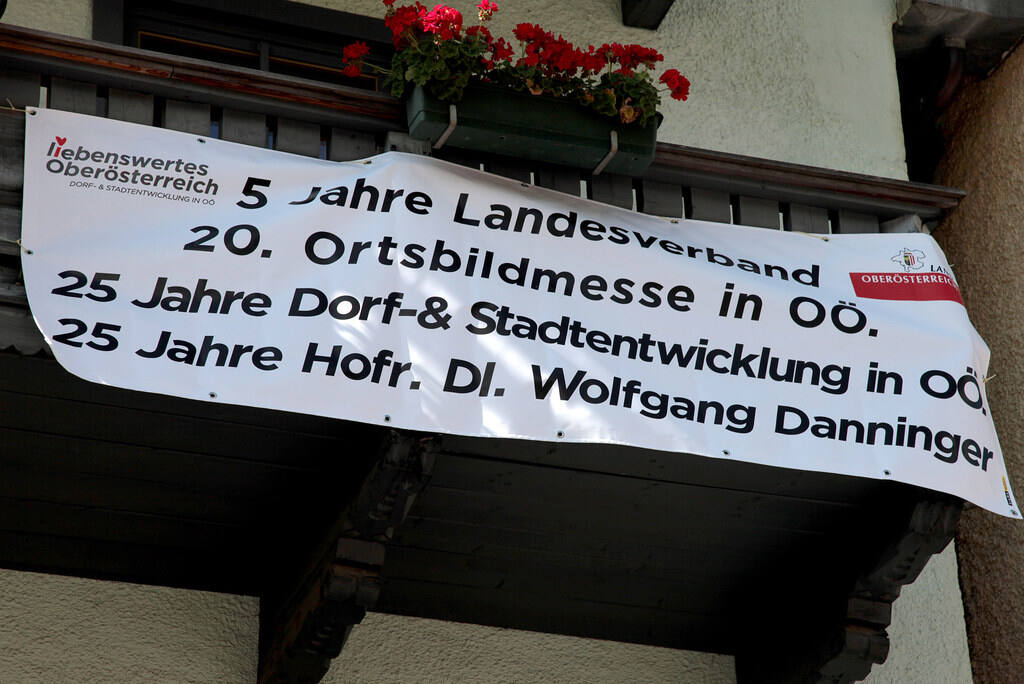 liebenswertes
Oberösterreich
DORF- & STADTENTWICKLUNG IN OÖ
5 Jahre Landesverband
20. Ortsbildmesse in OÖ.
25 Jahre Dorf-& Stadtentwicklung in OÖ.
25 Jahre Hofr. DI. Wolfgang Danninger
OBERÖSTERREICH